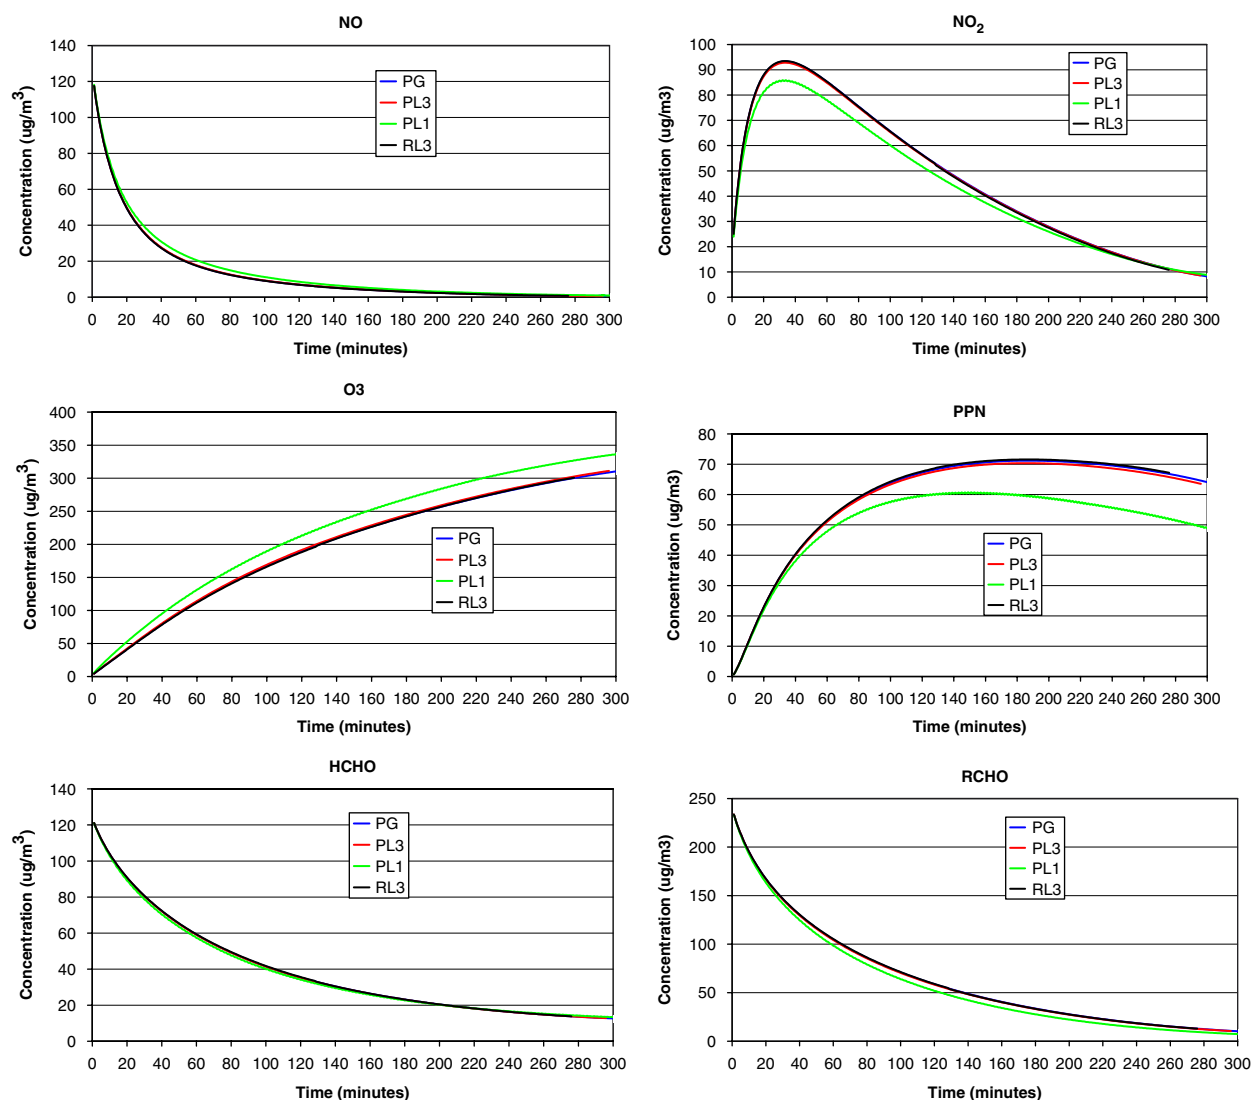 NO
140
120
100
80
60
40
20
0
Concentration (ug/m³)
PG
PL3
PL1
RL3
0 20 40 60 80 100 120 140 160 180 200 220 240 260 280 300
Time (minutes)
NO₂
100
90
80
70
60
50
40
30
20
10
0
Concentration (ug/m3)
PG
PL3
PL1
RL3
0 20 40 60 80 100 120 140 160 180 200 220 240 260 280 300
Time (minutes)
O3
400
350
300
250
200
150
100
50
0
Concentration (ug/m³)
PG
PL3
PL1
RL3
0 20 40 60 80 100 120 140 160 180 200 220 240 260 280 300
Time (minutes)
PPN
80
70
60
50
40
30
20
10
0
Concentration (ug/m3)
PG
PL3
PL1
RL3
0 20 40 60 80 100 120 140 160 180 200 220 240 260 280 300
Time (minutes)
HCHO
140
120
100
80
60
40
20
0
Concentration (ug/m³)
PG
PL3
PL1
RL3
0 20 40 60 80 100 120 140 160 180 200 220 240 260 280 300
Time (minutes)
RCHO
250
200
150
100
50
0
Concentration (ug/m3)
PG
PL3
PL1
RL3
0 20 40 60 80 100 120 140 160 180 200 220 240 260 280 300
Time (minutes)